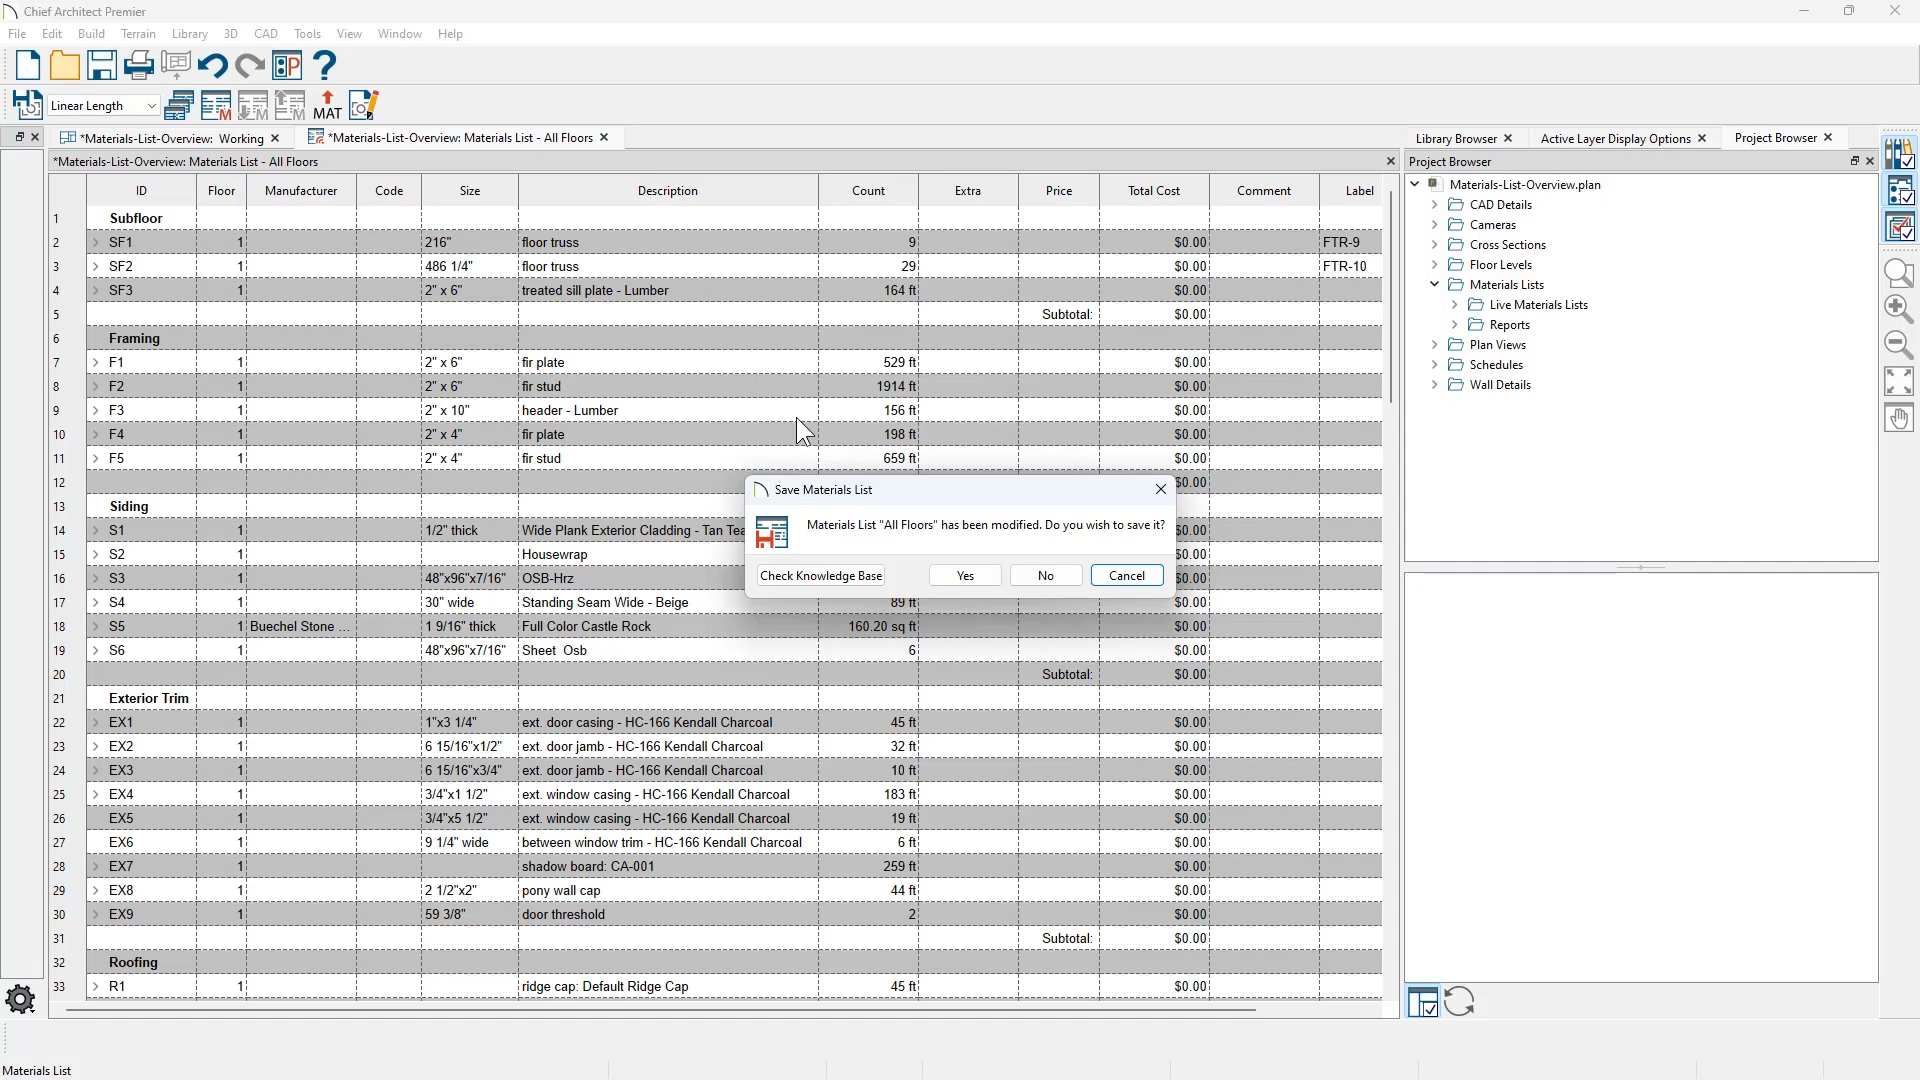 Chief Architect Premier
File Edit Build Terrain Library 3D CAD Tools View Window Help
Linear Length MAT
*Materials-List-Overview: Working *Materials-List-Overview: Materials List - All Floors
*Materials-List-Overview: Materials List - All Floors
ID Floor Manufacturer Code Size Description Count Extra Price Total Cost Comment Label
1 Subfloor
2 SF1 1 216" floor truss 9 $0.00 FTR-9
3 SF2 1 486 1/4" floor truss 29 $0.00 FTR-10
4 SF3 1 2" x 6" treated sill plate - Lumber 164 ft $0.00
5 Subtotal: $0.00
6 Framing
7 F1 1 2" x 6" fir plate 529 ft $0.00
8 F2 1 2" x 6" fir stud 1914 ft $0.00
9 F3 1 2" x 10" header - Lumber 156 ft $0.00
10 F4 1 2" x 4" fir plate 198 ft $0.00
11 F5 1 2" x 4" fir stud 659 ft $0.00
12 $0.00
13 Siding
14 S1 1 1/2" thick Wide Plank Exterior Cladding - Tan Tea $0.00
15 S2 1 Housewrap $0.00
16 S3 1 48"x96"x7/16" OSB-Hrz $0.00
17 S4 1 30" wide Standing Seam Wide - Beige 89 ft $0.00
18 S5 1 Buechel Stone ... 1 9/16" thick Full Color Castle Rock 160.20 sq ft $0.00
19 S6 1 48"x96"x7/16" Sheet Osb 6 $0.00
20 Subtotal: $0.00
21 Exterior Trim
22 EX1 1 1"x3 1/4" ext. door casing - HC-166 Kendall Charcoal 45 ft $0.00
23 EX2 1 6 15/16"x1/2" ext. door jamb - HC-166 Kendall Charcoal 32 ft $0.00
24 EX3 1 6 15/16"x3/4" ext. door jamb - HC-166 Kendall Charcoal 10 ft $0.00
25 EX4 1 3/4"x1 1/2" ext. window casing - HC-166 Kendall Charcoal 183 ft $0.00
26 EX5 1 3/4"x5 1/2" ext. window casing - HC-166 Kendall Charcoal 19 ft $0.00
27 EX6 1 9 1/4" wide between window trim - HC-166 Kendall Charcoal 6 ft $0.00
28 EX7 1 shadow board: CA-001 259 ft $0.00
29 EX8 1 2 1/2"x2" pony wall cap 44 ft $0.00
30 EX9 1 59 3/8" door threshold 2 $0.00
31 Subtotal: $0.00
32 Roofing
33 R1 1 ridge cap: Default Ridge Cap 45 ft $0.00
Save Materials List
Materials List "All Floors" has been modified. Do you wish to save it?
Check Knowledge Base Yes No Cancel
Library Browser Active Layer Display Options Project Browser
Project Browser
Materials-List-Overview.plan
CAD Details
Cameras
Cross Sections
Floor Levels
Materials Lists
Live Materials Lists
Reports
Plan Views
Schedules
Wall Details
Materials List